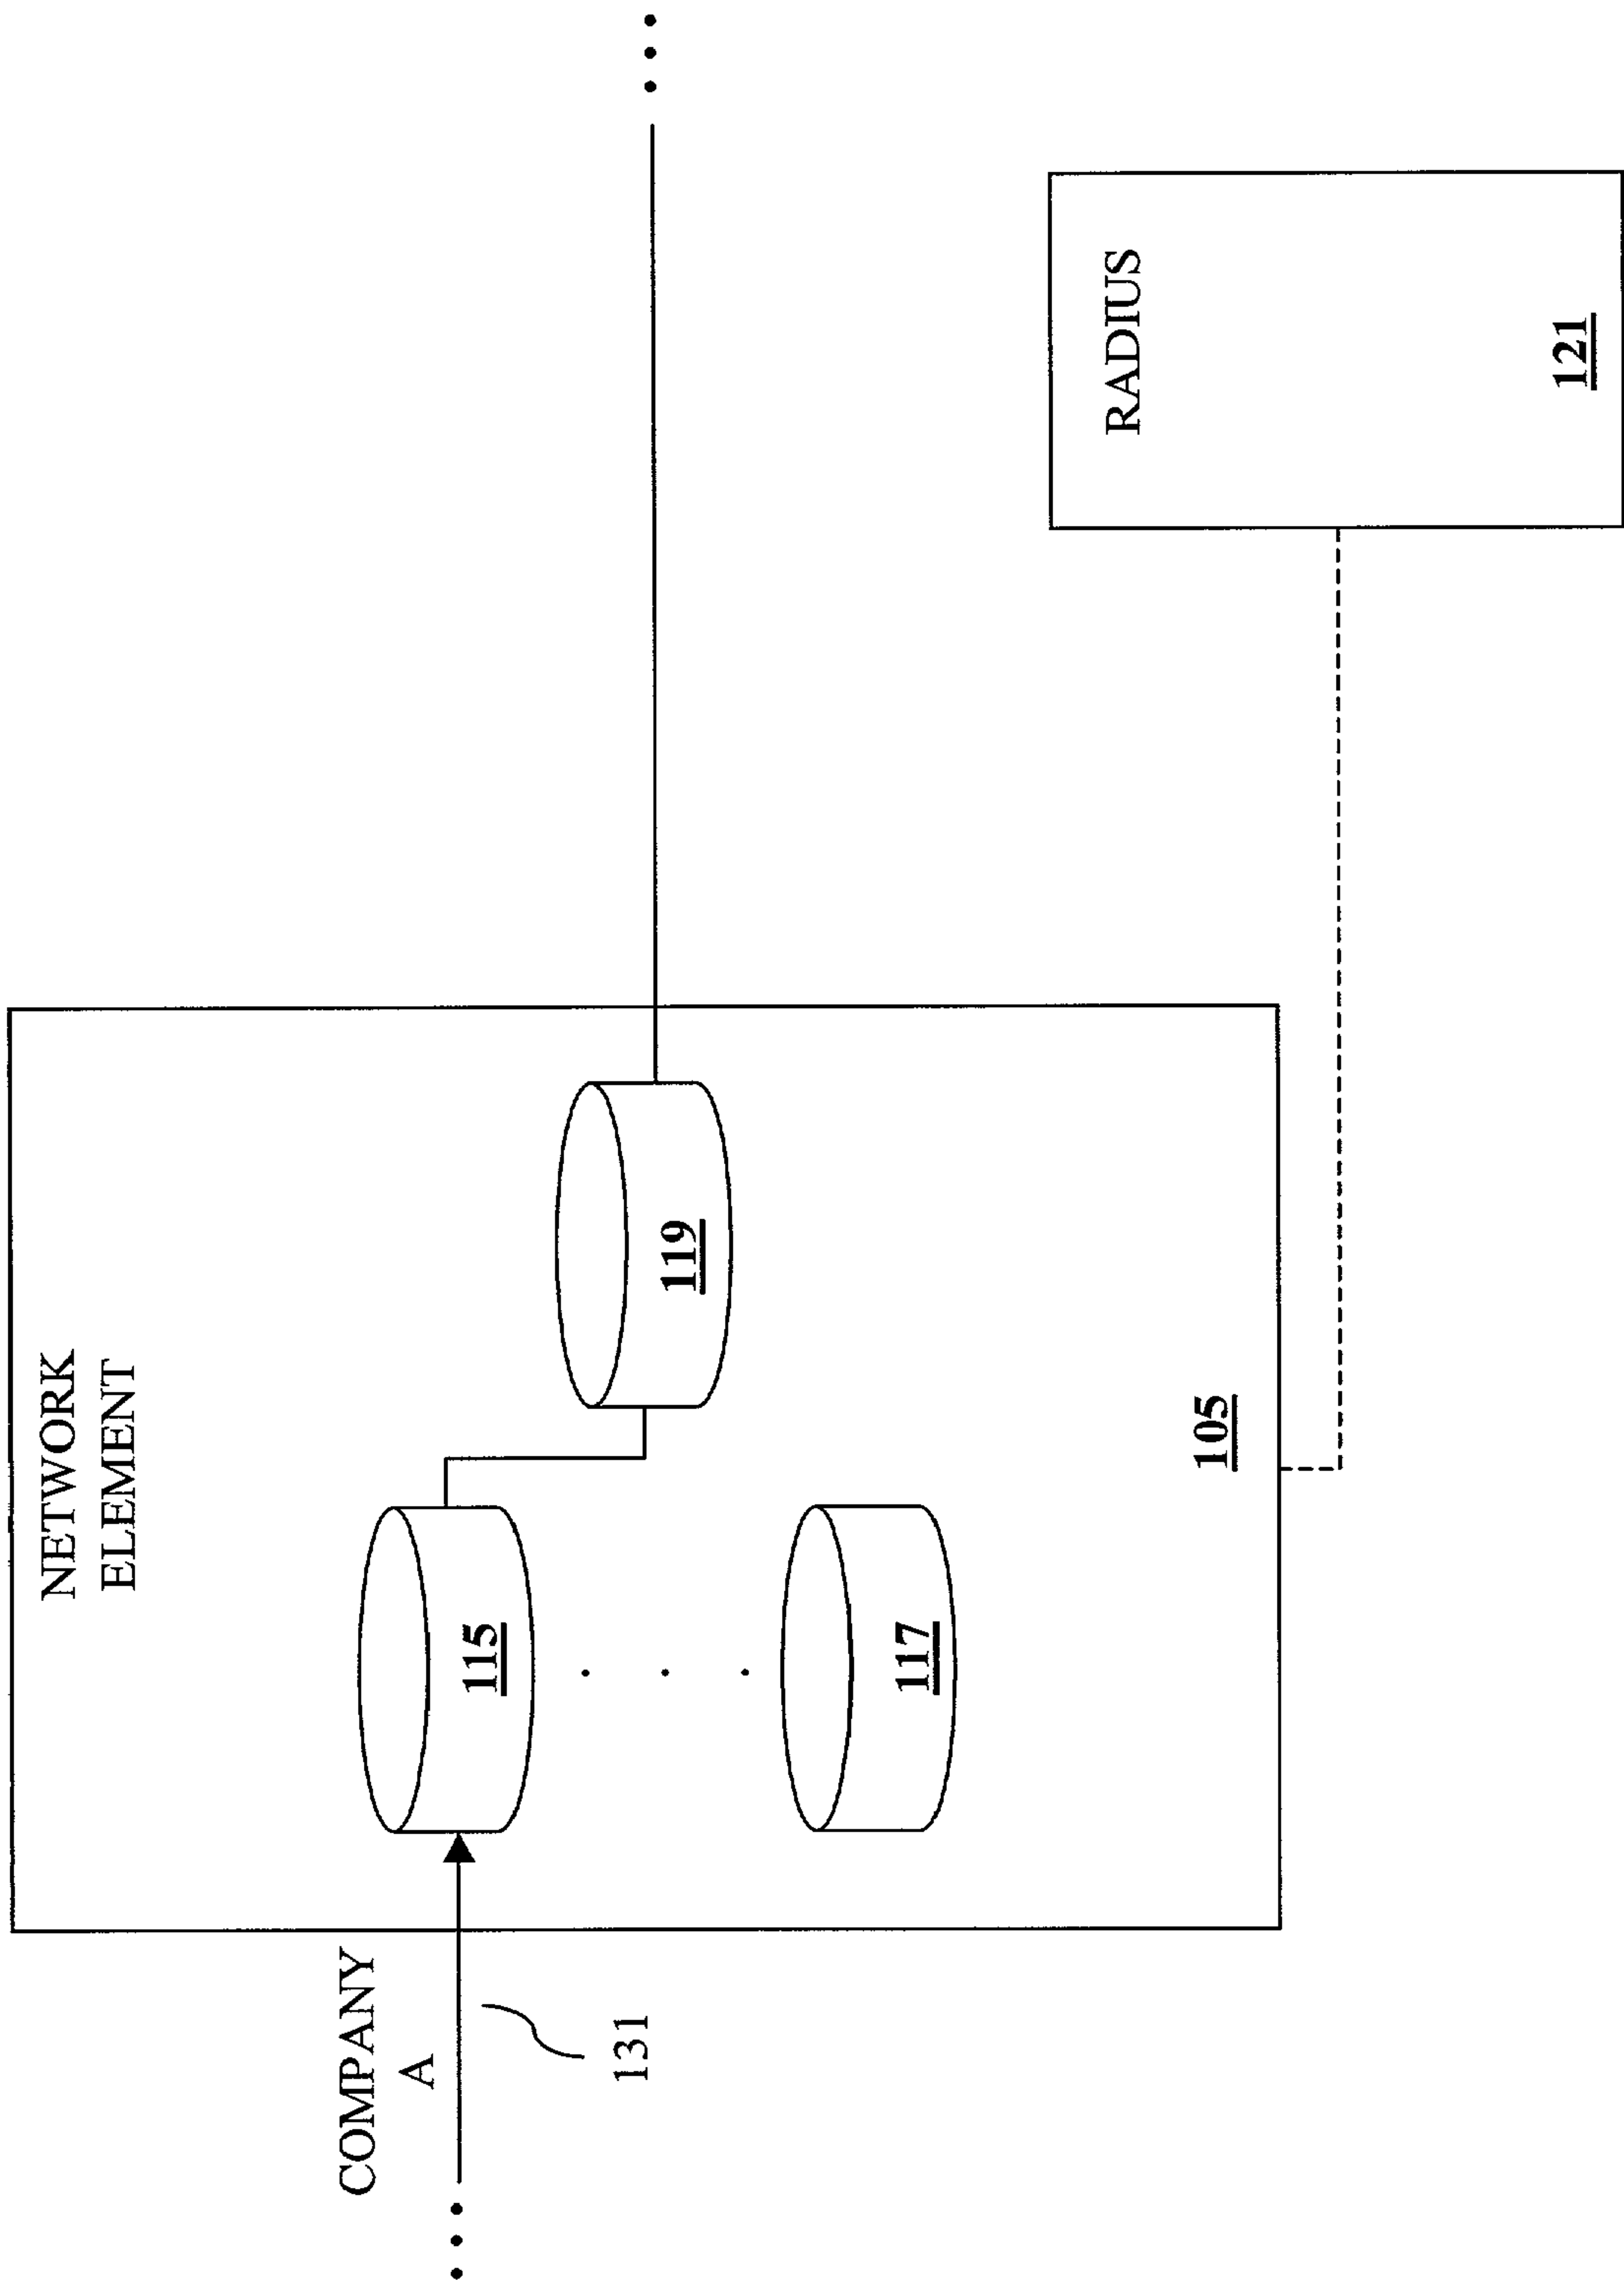 NETWORK
ELEMENT
COMPANY
A
131
115
117
119
105
RADIUS
121